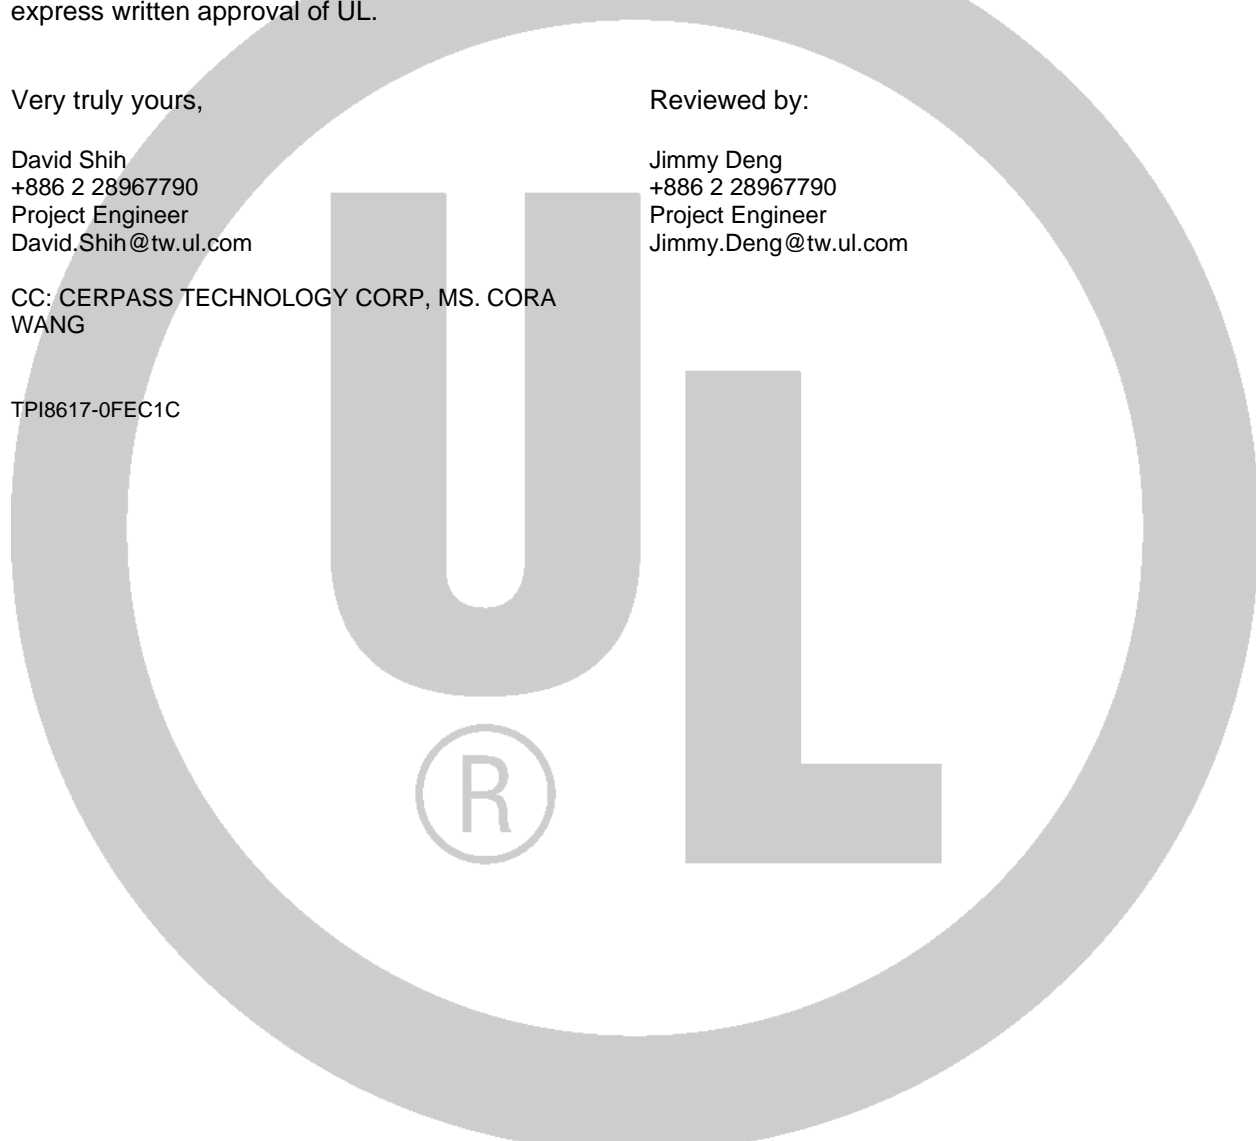 express written approval of UL.
Very truly yours,
David Shih
+886 2 28967790
Project Engineer
David.Shih@tw.ul.com
Reviewed by:
Jimmy Deng
+886 2 28967790
Project Engineer
Jimmy.Deng@tw.ul.com
CC: CERPASS TECHNOLOGY CORP, MS. CORA
WANG
TPI8617-0FEC1C
UL
®